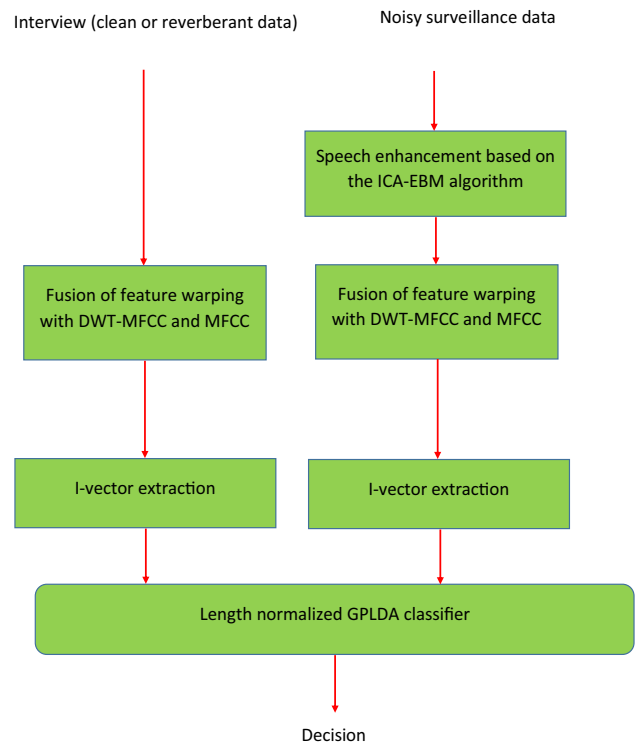 Interview (clean or reverberant data)
Noisy surveillance data
Speech enhancement based on
the ICA-EBM algorithm
Fusion of feature warping
with DWT-MFCC and MFCC
Fusion of feature warping
with DWT-MFCC and MFCC
I-vector extraction
I-vector extraction
Length normalized GPLDA classifier
Decision